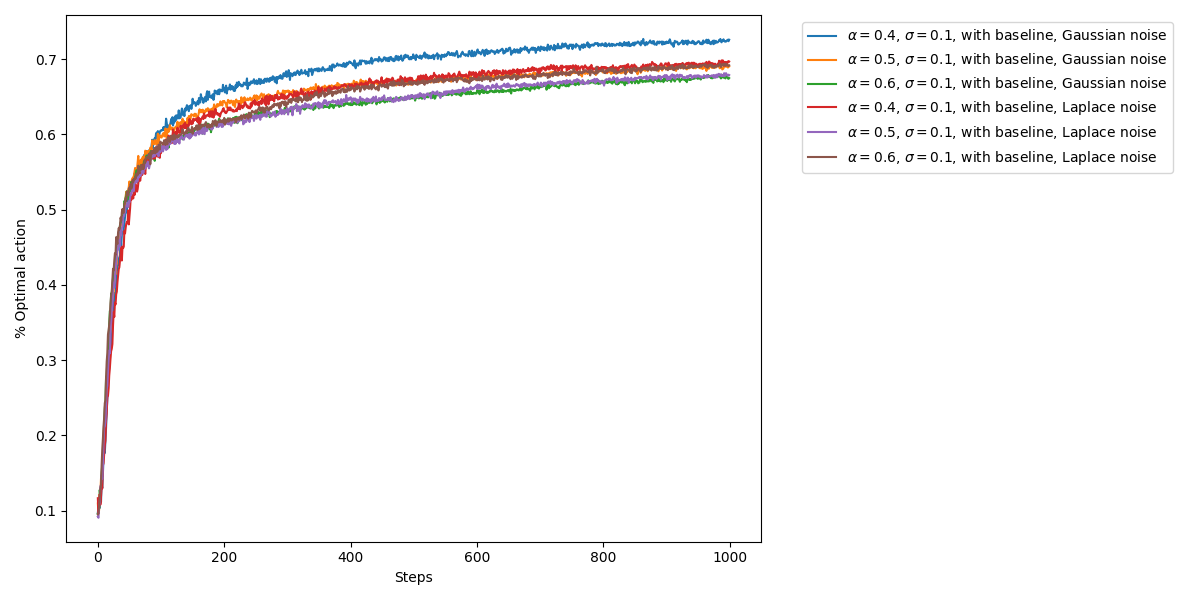 α = 0.4, σ = 0.1, with baseline, Gaussian noise
α = 0.5, σ = 0.1, with baseline, Gaussian noise
α = 0.6, σ = 0.1, with baseline, Gaussian noise
α = 0.4, σ = 0.1, with baseline, Laplace noise
α = 0.5, σ = 0.1, with baseline, Laplace noise
α = 0.6, σ = 0.1, with baseline, Laplace noise
% Optimal action
0.7
0.6
0.5
0.4
0.3
0.2
0.1
0 200 400 600 800 1000
Steps